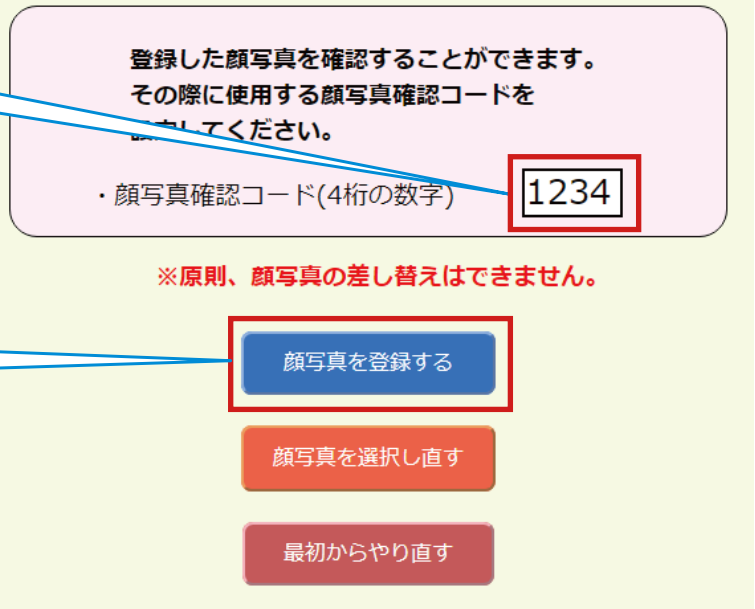 登録した顔写真を確認することができます。
その際に使用する顔写真確認コードを
してください。
・顔写真確認コード(4桁の数字)
1234
※原則、顔写真の差し替えはできません。
顔写真を登録する
顔写真を選択し直す
最初からやり直す